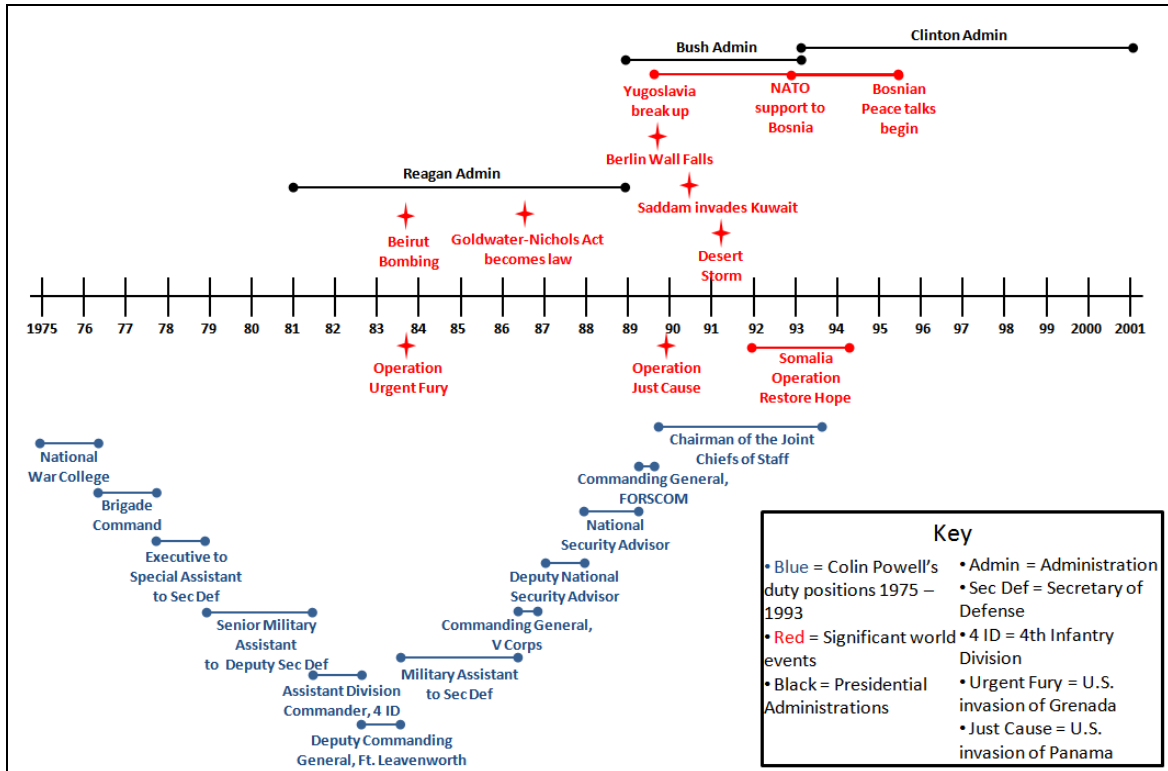 Clinton Admin
Bush Admin
Yugoslavia
break up
NATO
support to
Bosnia
Bosnian
Peace talks
begin
Berlin Wall Falls
Reagan Admin
Saddam invades Kuwait
Beirut
Bombing
Goldwater-Nichols Act
becomes law
Desert
Storm
1975 76 77 78 79 80 81 82 83 84 85 86 87 88 89 90 91 92 93 94 95 96 97 98 99 2000 2001
Operation
Urgent Fury
Operation
Just Cause
Somalia
Operation
Restore Hope
Chairman of the Joint
Chiefs of Staff
National
War College
Commanding General,
FORSCOM
Brigade
Command
National
Security Advisor
Executive to
Special Assistant
to Sec Def
Deputy National
Security Advisor
Senior Military
Assistant
to Deputy Sec Def
Commanding General,
V Corps
Military Assistant
to Sec Def
Assistant Division
Commander, 4 ID
Deputy Commanding
General, Ft. Leavenworth
Key
• Blue = Colin Powell's
duty positions 1975 –
1993
• Red = Significant world
events
• Black = Presidential
Administrations
• Admin = Administration
• Sec Def = Secretary of
Defense
• 4 ID = 4th Infantry
Division
• Urgent Fury = U.S.
invasion of Grenada
• Just Cause = U.S.
invasion of Panama